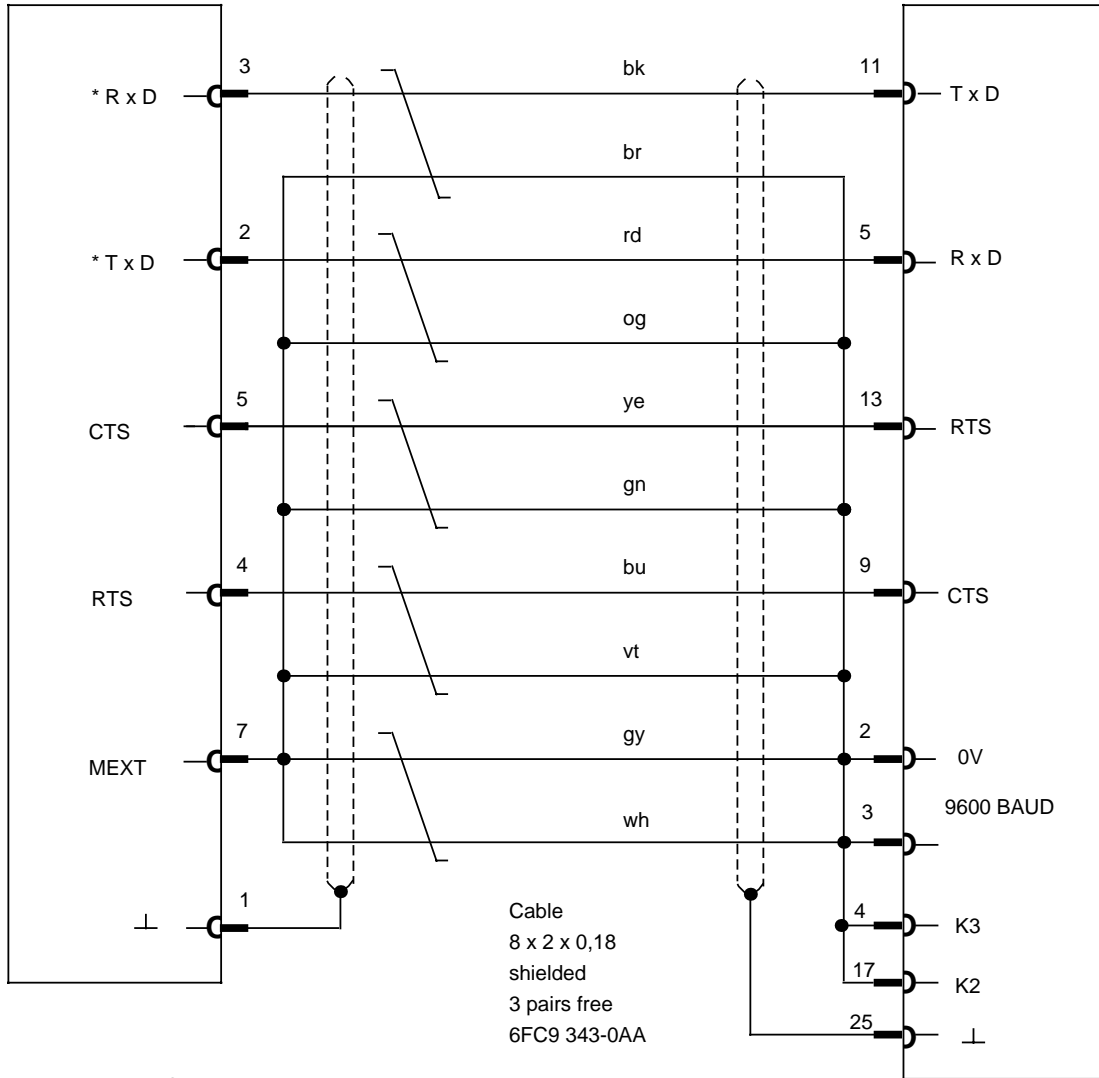 3 bk 11
* R x D T x D
br
2 rd 5
* T x D R x D
og
5 ye 13
CTS RTS
gn
4 bu 9
RTS CTS
vt
7 gy 2
MEXT 0V
3 9600 BAUD
wh
1
Cable
8 x 2 x 0,18
shielded
3 pairs free
6FC9 343-0AA
4 K3
17 K2
25